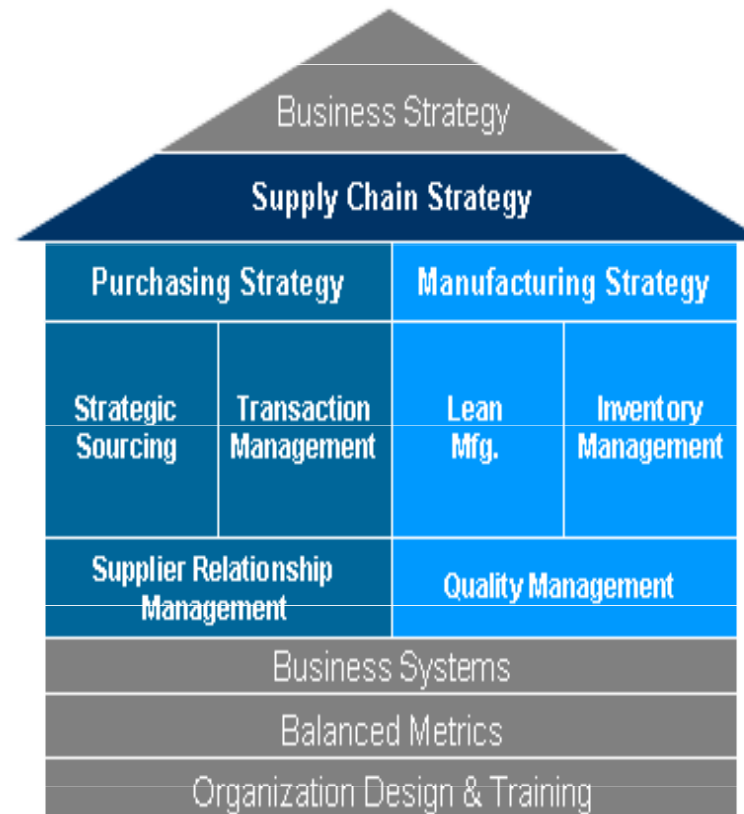 Business Strategy
Supply Chain Strategy
Purchasing Strategy
Manufacturing Strategy
Strategic
Sourcing
Transaction
Management
Lean
Mfg.
Inventory
Management
Supplier Relationship
Management
Quality Management
Business Systems
Balanced Metrics
Organization Design & Training